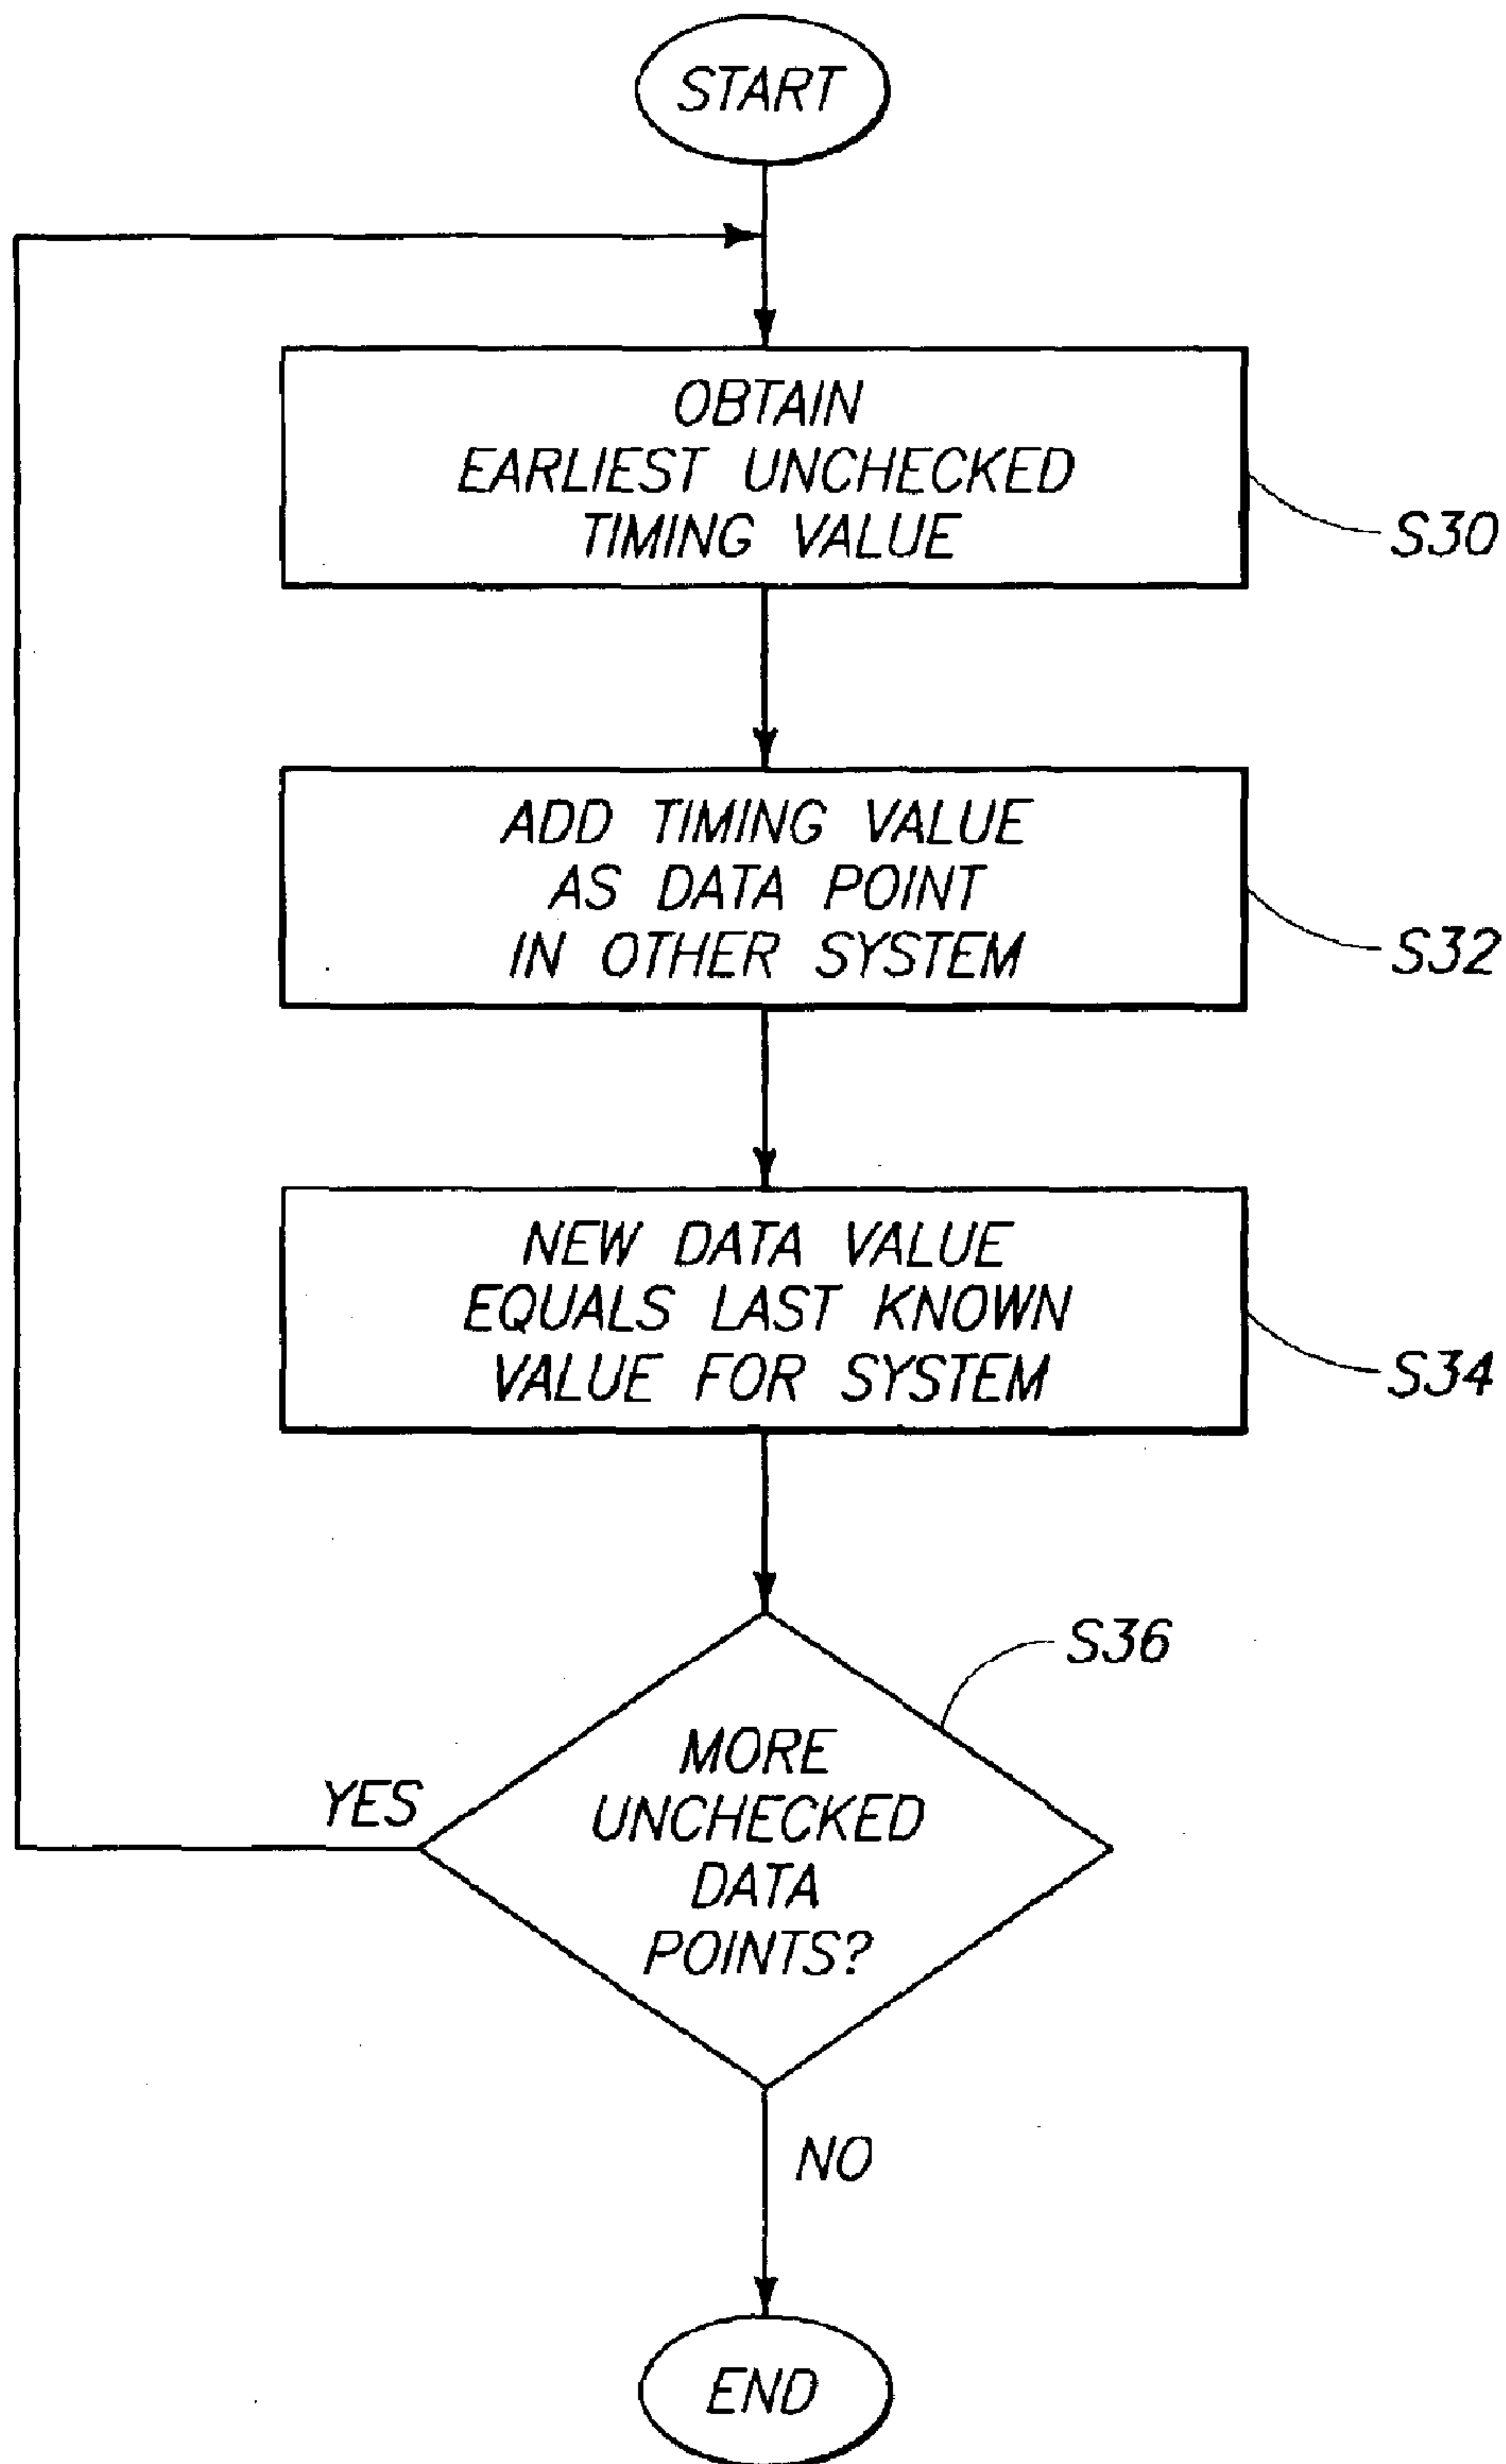 START
OBTAIN
EARLIEST UNCHECKED
TIMING VALUE
S30
ADD TIMING VALUE
AS DATA POINT
IN OTHER SYSTEM
S32
NEW DATA VALUE
EQUALS LAST KNOWN
VALUE FOR SYSTEM
S34
S36
MORE
UNCHECKED
DATA
POINTS?
YES
NO
END